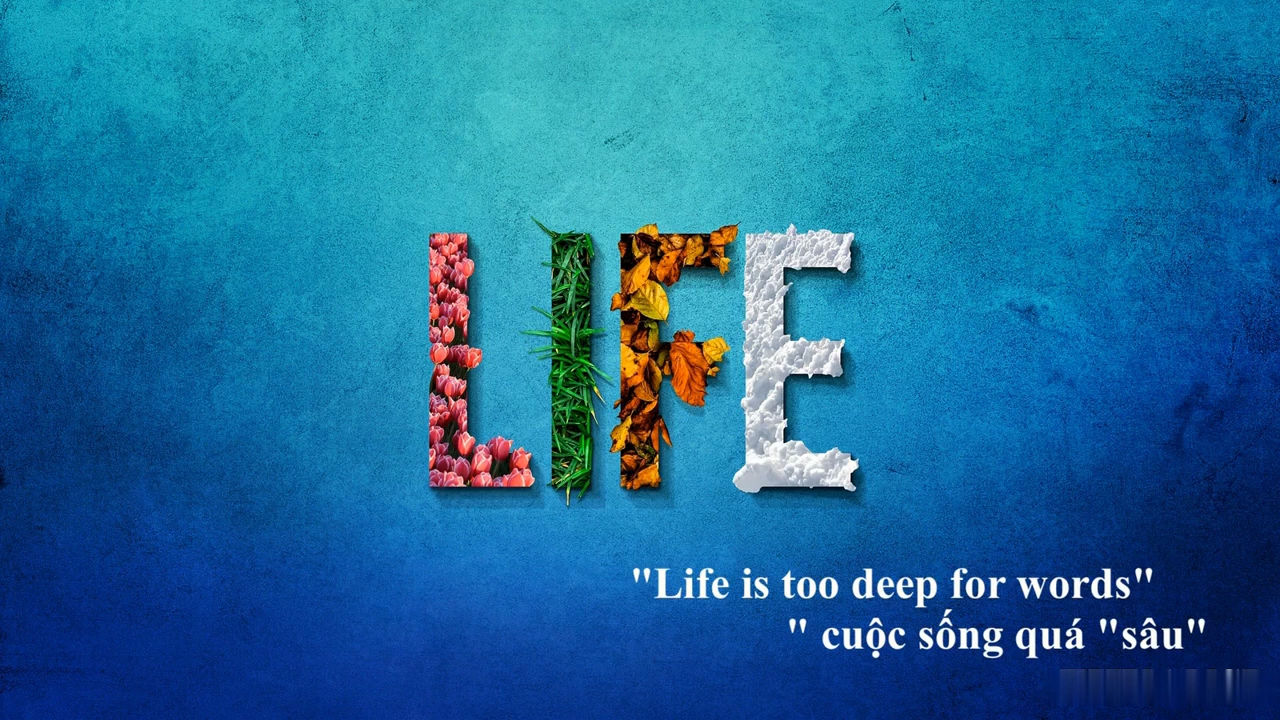 LIFE
"Life is too deep for words"
" cuộc sống quá "sâu"